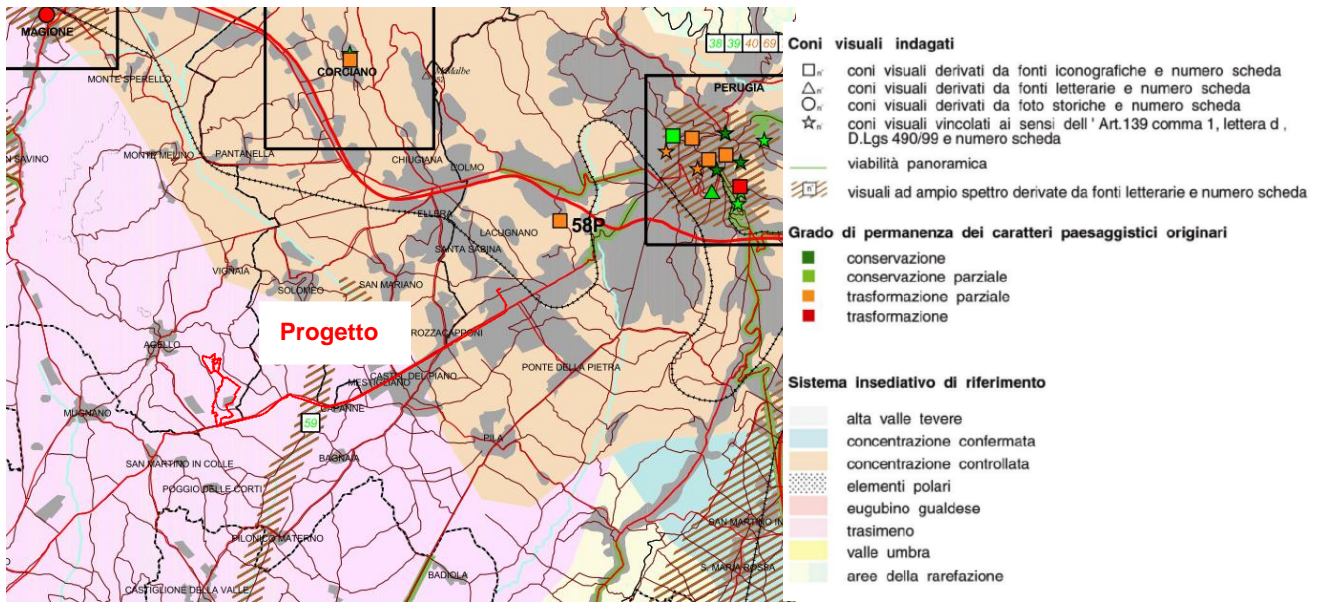 MAGIONE
MONTE SPERELLO
CORCIANO
M. Malbe
38 39 40 69
PERUGIA
MONTE MELINO
PANTANELLA
CHIUGIANA
L'OLMO
ELLERA
LACUGNANO
58P
SANTA SABINA
VIGNAIA
SOLOMEO
SAN MARIANO
Progetto
AGELLO
PONTE DELLA PIETRA
CASTEL DEL PIANO
MESTIGLIANO
MUGNANO
CAPANNE
59
PILA
SAN MARTINO IN COLLE
BAGNAIA
POGGIO DELLE CORTI
SAN MARTINO IN
PILONICO MATERNO
BADIOLA
S. MARIA ROSSA
CASTIGLIONE DELLA VALLE
Coni visuali indagati
n° coni visuali derivati da fonti iconografiche e numero scheda
n° coni visuali derivati da fonti letterarie e numero scheda
n° coni visuali derivati da foto storiche e numero scheda
n° coni visuali vincolati ai sensi dell ' Art.139 comma 1, lettera d ,
D.Lgs 490/99 e numero scheda
viabilità panoramica
n° visuali ad ampio spettro derivate da fonti letterarie e numero scheda
Grado di permanenza dei caratteri paesaggistici originari
conservazione
conservazione parziale
trasformazione parziale
trasformazione
Sistema insediativo di riferimento
alta valle tevere
concentrazione confermata
concentrazione controllata
elementi polari
eugubino gualdese
trasimeno
valle umbra
aree della rarefazione